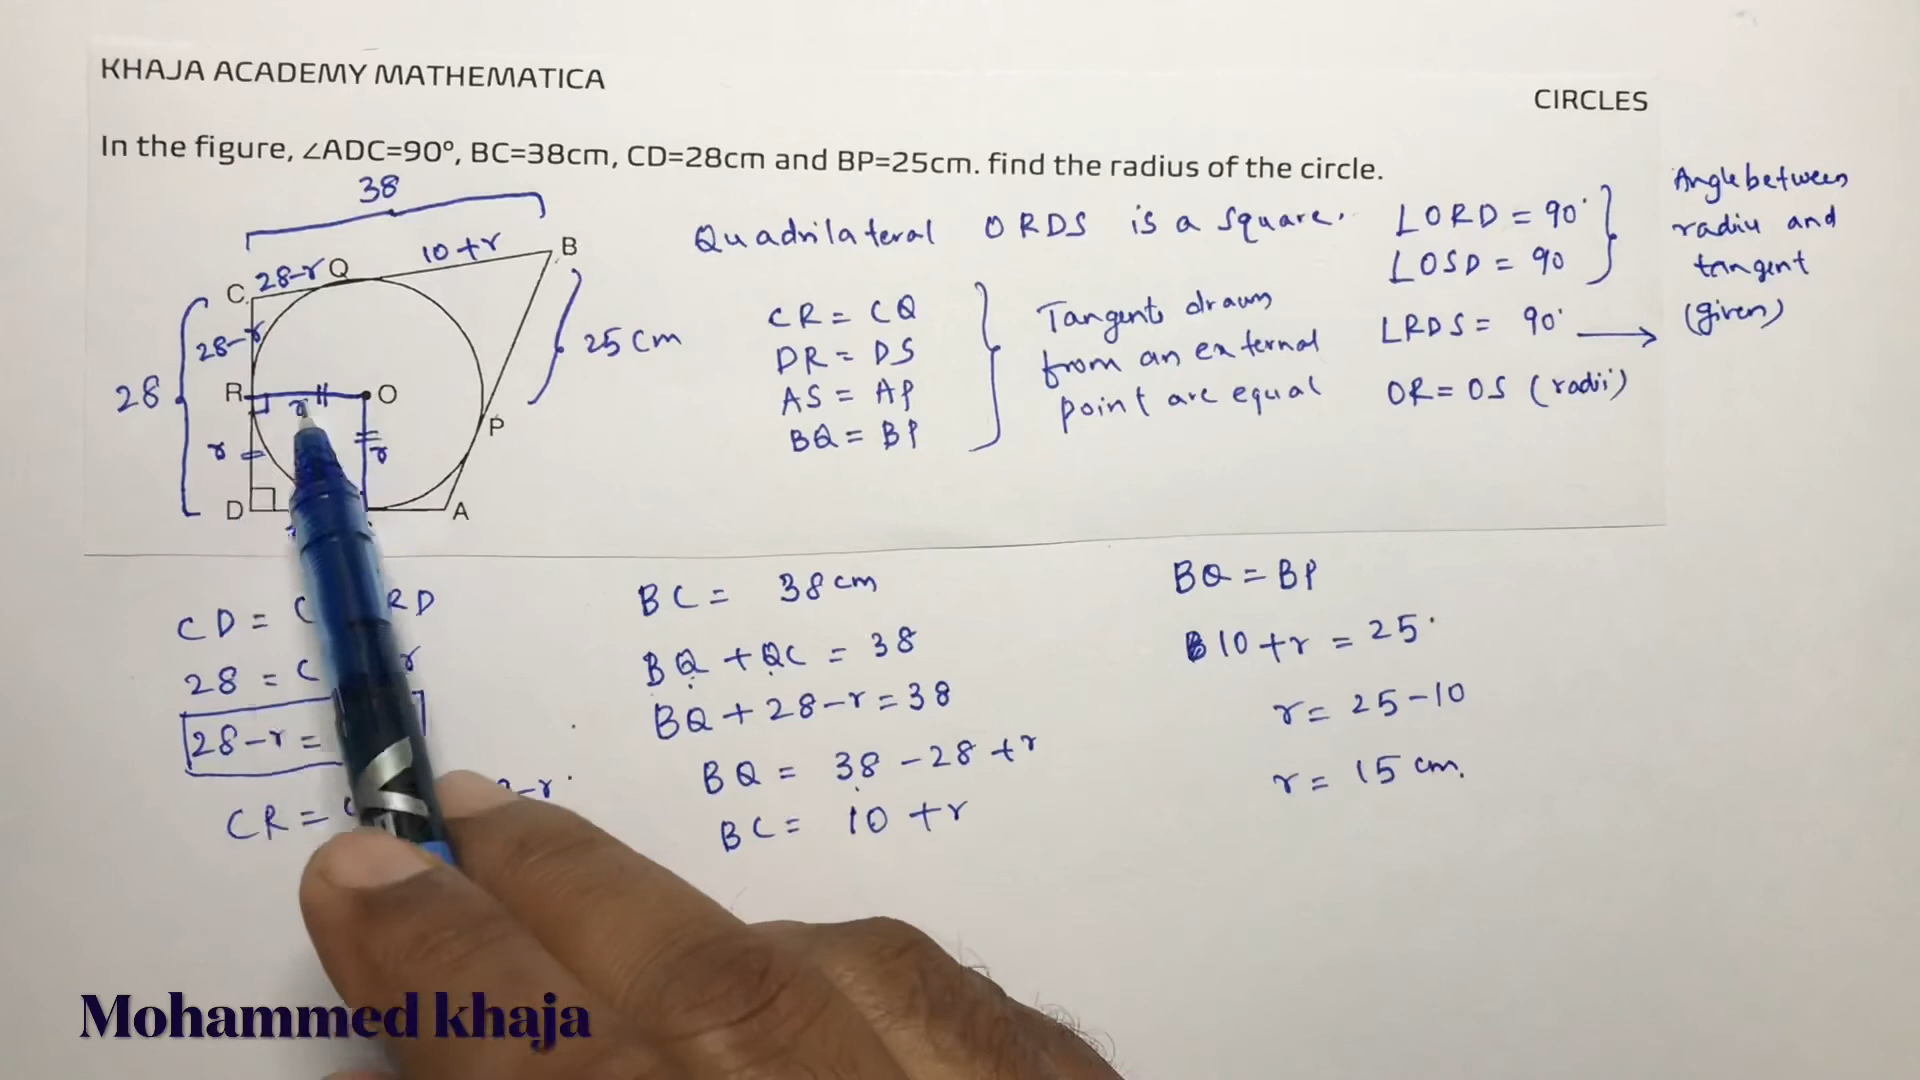 KHAJA ACADEMY MATHEMATICA
CIRCLES
In the figure, ∠ADC=90°, BC=38cm, CD=28cm and BP=25cm. find the radius of the circle.
38
28-r Q 10+r B
C
28-r
28
R r O
r r
D A
P
25 cm
Quadrilateral ORDS is a square.
CR = CQ
DR = DS
AS = AP
BQ = BP
Tangents drawn
from an external
point are equal
∠ORD = 90°
∠OSD = 90
∠RDS = 90°
OR = OS (radii)
Angle between
radiu and
tangent
(given)
CD = C RD
28 = C r
28-r =
CR =
-r
BC = 38cm
BQ + QC = 38
BQ + 28-r = 38
BQ = 38-28+r
BC = 10+r
BQ = BP
10+r = 25
r = 25-10
r = 15 cm.
Mohammed khaja